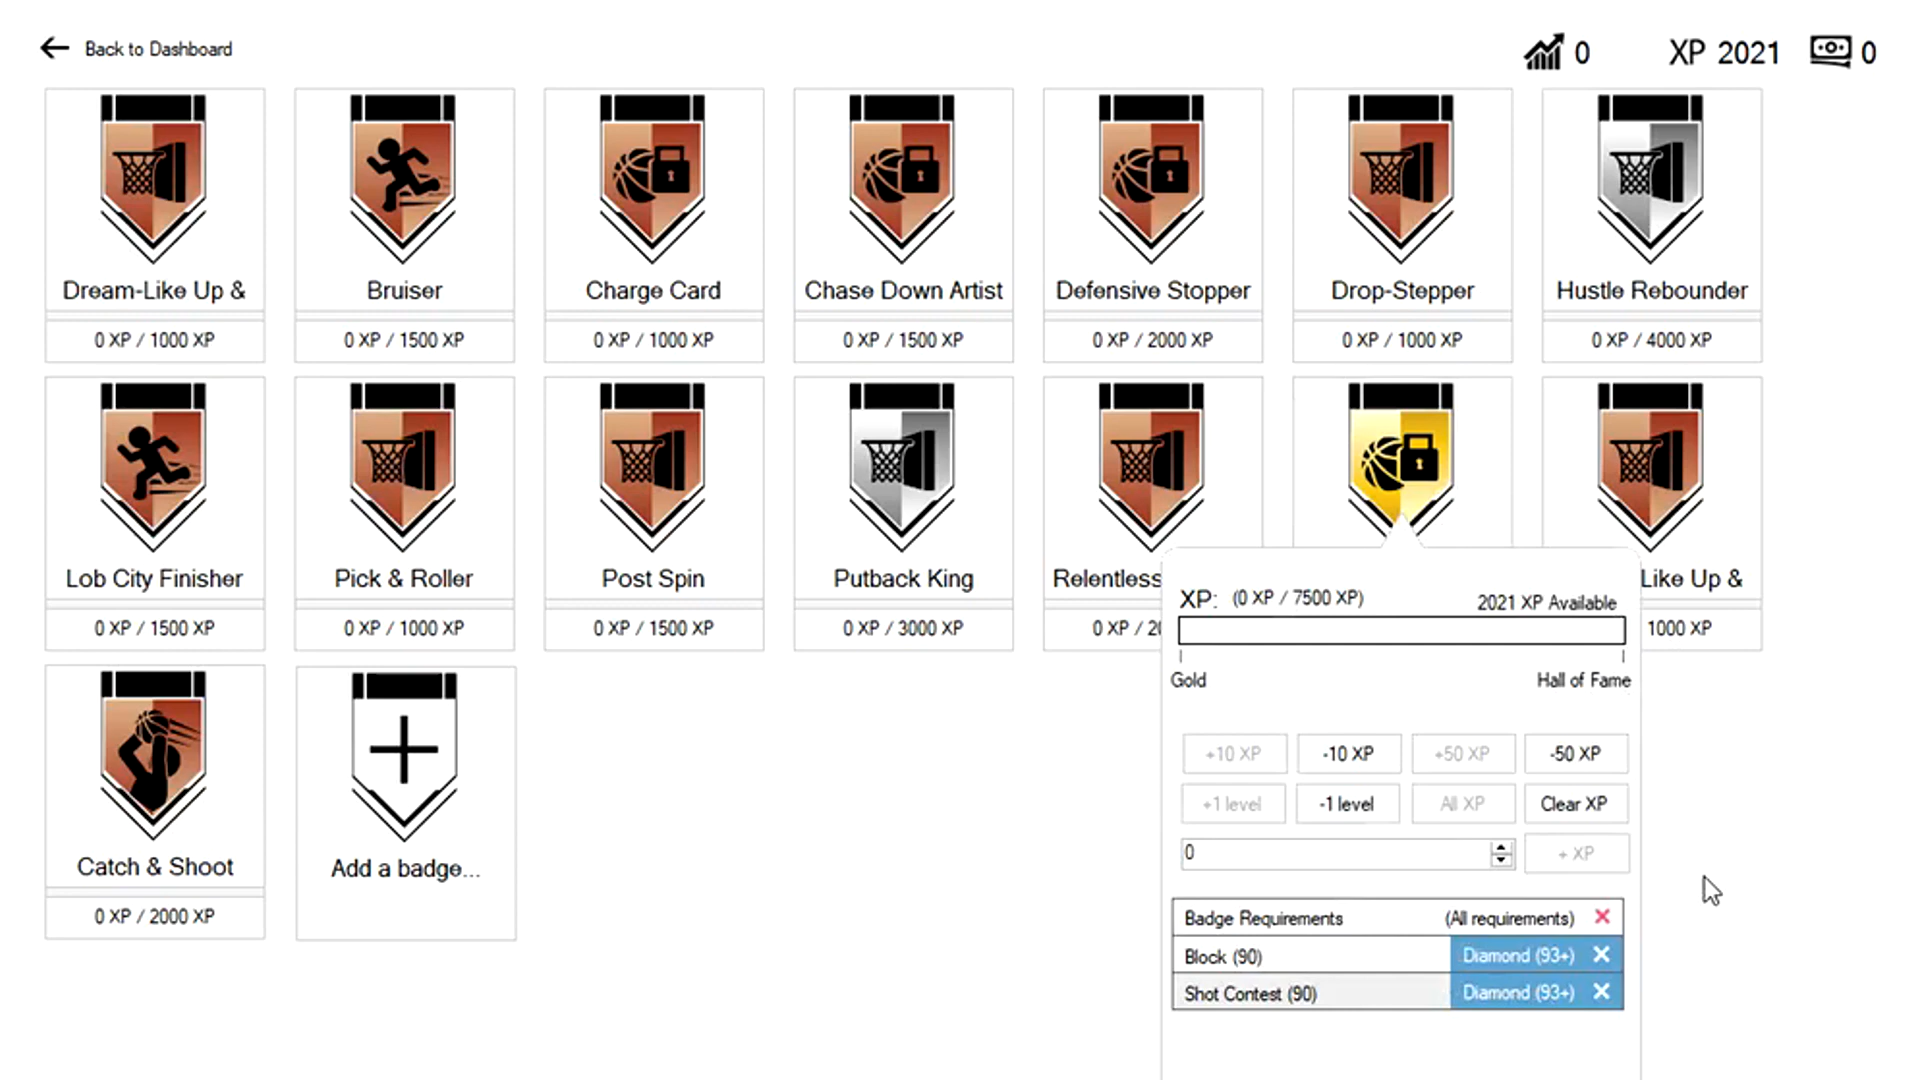 Back to Dashboard
0
XP 2021
0
Dream-Like Up &
Bruiser
Charge Card
Chase Down Artist
Defensive Stopper
Drop-Stepper
Hustle Rebounder
0 XP / 1000 XP
0 XP / 1500 XP
0 XP / 1000 XP
0 XP / 1500 XP
0 XP / 2000 XP
0 XP / 1000 XP
0 XP / 4000 XP
Lob City Finisher
Pick & Roller
Post Spin
Putback King
Relentless
Like Up &
0 XP / 1500 XP
0 XP / 1000 XP
0 XP / 1500 XP
0 XP / 3000 XP
0 XP / 20
1000 XP
XP: (0 XP / 7500 XP)
2021 XP Available
Gold
Hall of Fame
+10 XP
-10 XP
+50 XP
-50 XP
+1 level
-1 level
All XP
Clear XP
0
+ XP
Badge Requirements
(All requirements)
Block (90)
Diamond (93+)
Shot Contest (90)
Diamond (93+)
Catch & Shoot
Add a badge...
0 XP / 2000 XP